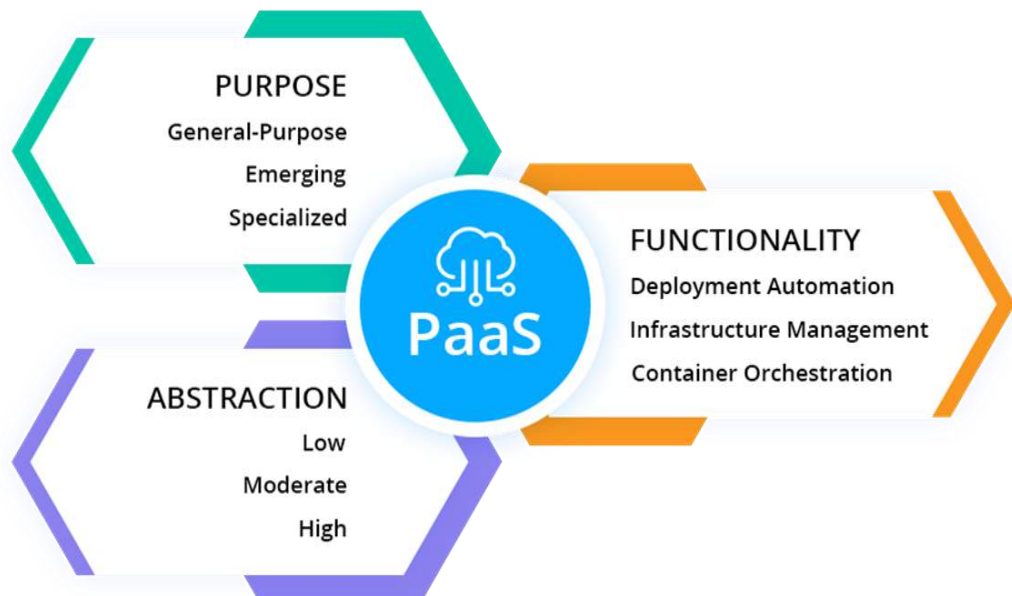 PURPOSE
General-Purpose
Emerging
Specialized
PaaS
FUNCTIONALITY
Deployment Automation
Infrastructure Management
Container Orchestration
ABSTRACTION
Low
Moderate
High